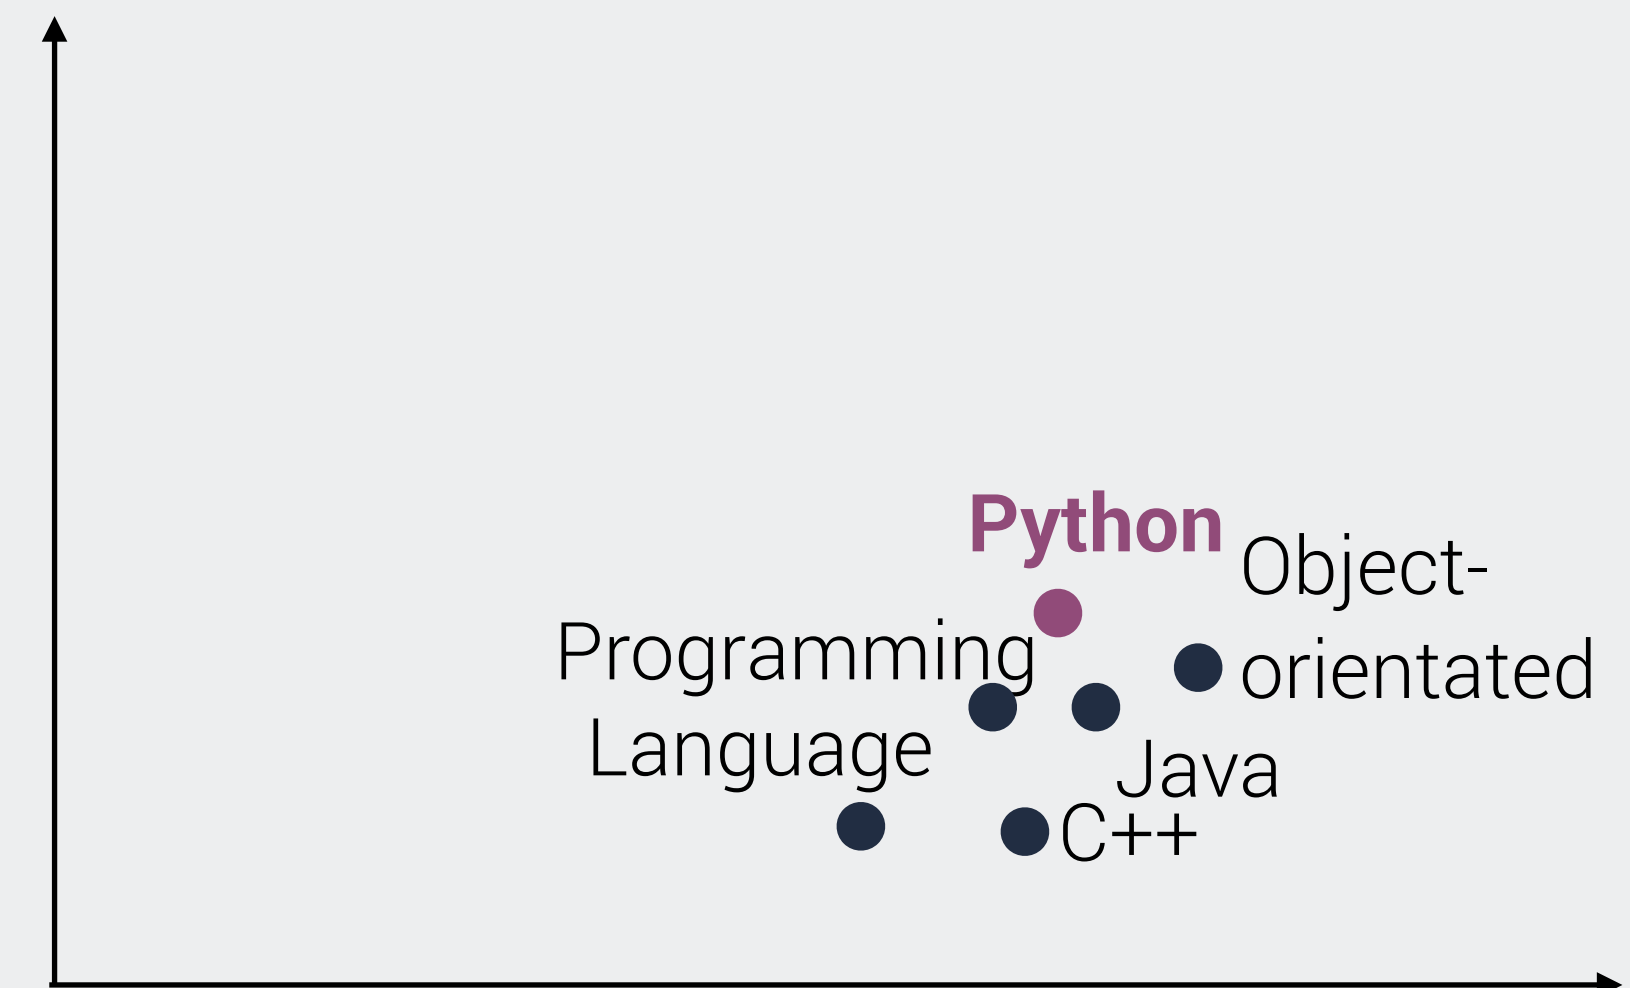 Python
Object-
orientated
Programming
Language
Java
C++